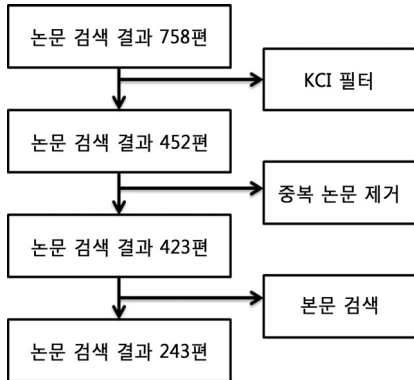 논문 검색 결과 758편
KCI 필터
논문 검색 결과 452편
중복 논문 제거
논문 검색 결과 423편
본문 검색
논문 검색 결과 243편